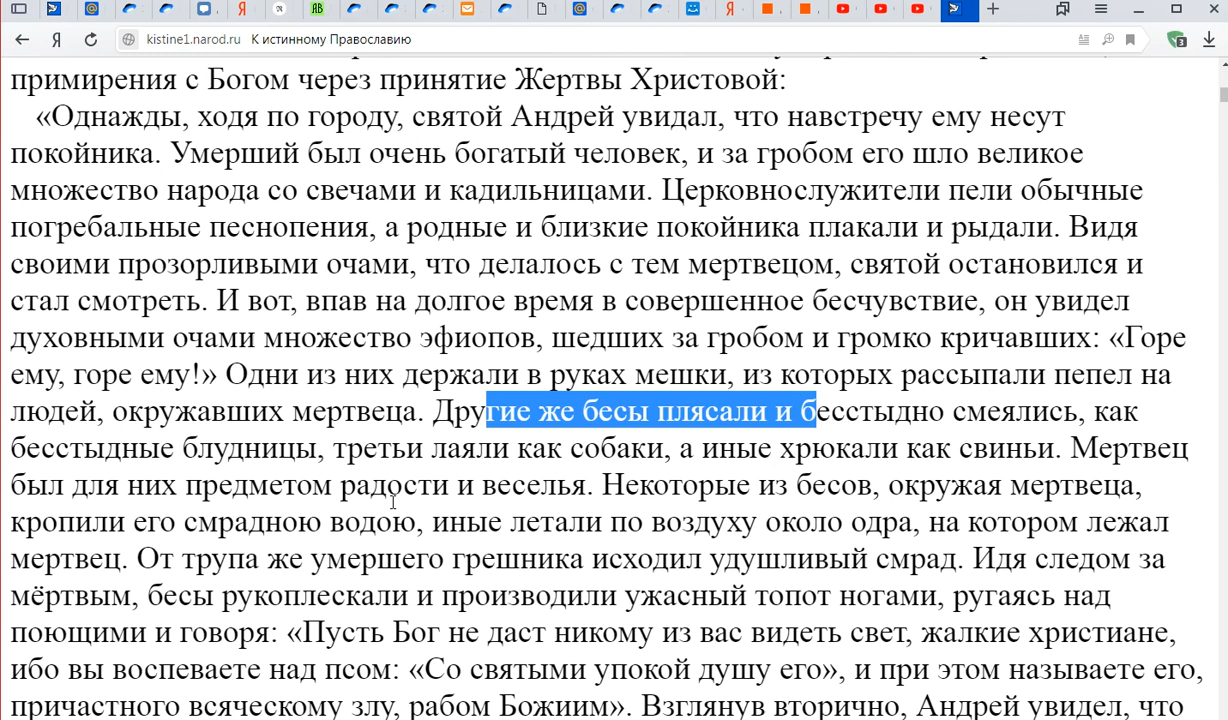 kistine1.narod.ru К истинному Православию
3
примирения с Богом через принятие Жертвы Христовой:
«Однажды, ходя по городу, святой Андрей увидал, что навстречу ему несут
покойника. Умерший был очень богатый человек, и за гробом его шло великое
множество народа со свечами и кадильницами. Церковнослужители пели обычные
погребальные песнопения, а родные и близкие покойника плакали и рыдали. Видя
своими прозорливыми очами, что делалось с тем мертвецом, святой остановился и
стал смотреть. И вот, впав на долгое время в совершенное бесчувствие, он увидел
духовными очами множество эфиопов, шедших за гробом и громко кричавших: «Горе
ему, горе ему!» Одни из них держали в руках мешки, из которых рассыпали пепел на
людей, окружавших мертвеца. Другие же бесы плясали и бесстыдно смеялись, как
бесстыдные блудницы, третьи лаяли как собаки, а иные хрюкали как свиньи. Мертвец
был для них предметом радости и веселья. Некоторые из бесов, окружая мертвеца,
кропили его смрадною водою, иные летали по воздуху около одра, на котором лежал
мертвец. От трупа же умершего грешника исходил удушливый смрад. Идя следом за
мёртвым, бесы рукоплескали и производили ужасный топот ногами, ругаясь над
поющими и говоря: «Пусть Бог не даст никому из вас видеть свет, жалкие христиане,
ибо вы воспеваете над псом: «Со святыми упокой душу его», и при этом называете его,
причастного всяческому злу, рабом Божиим». Взглянув вторично, Андрей увидел, что